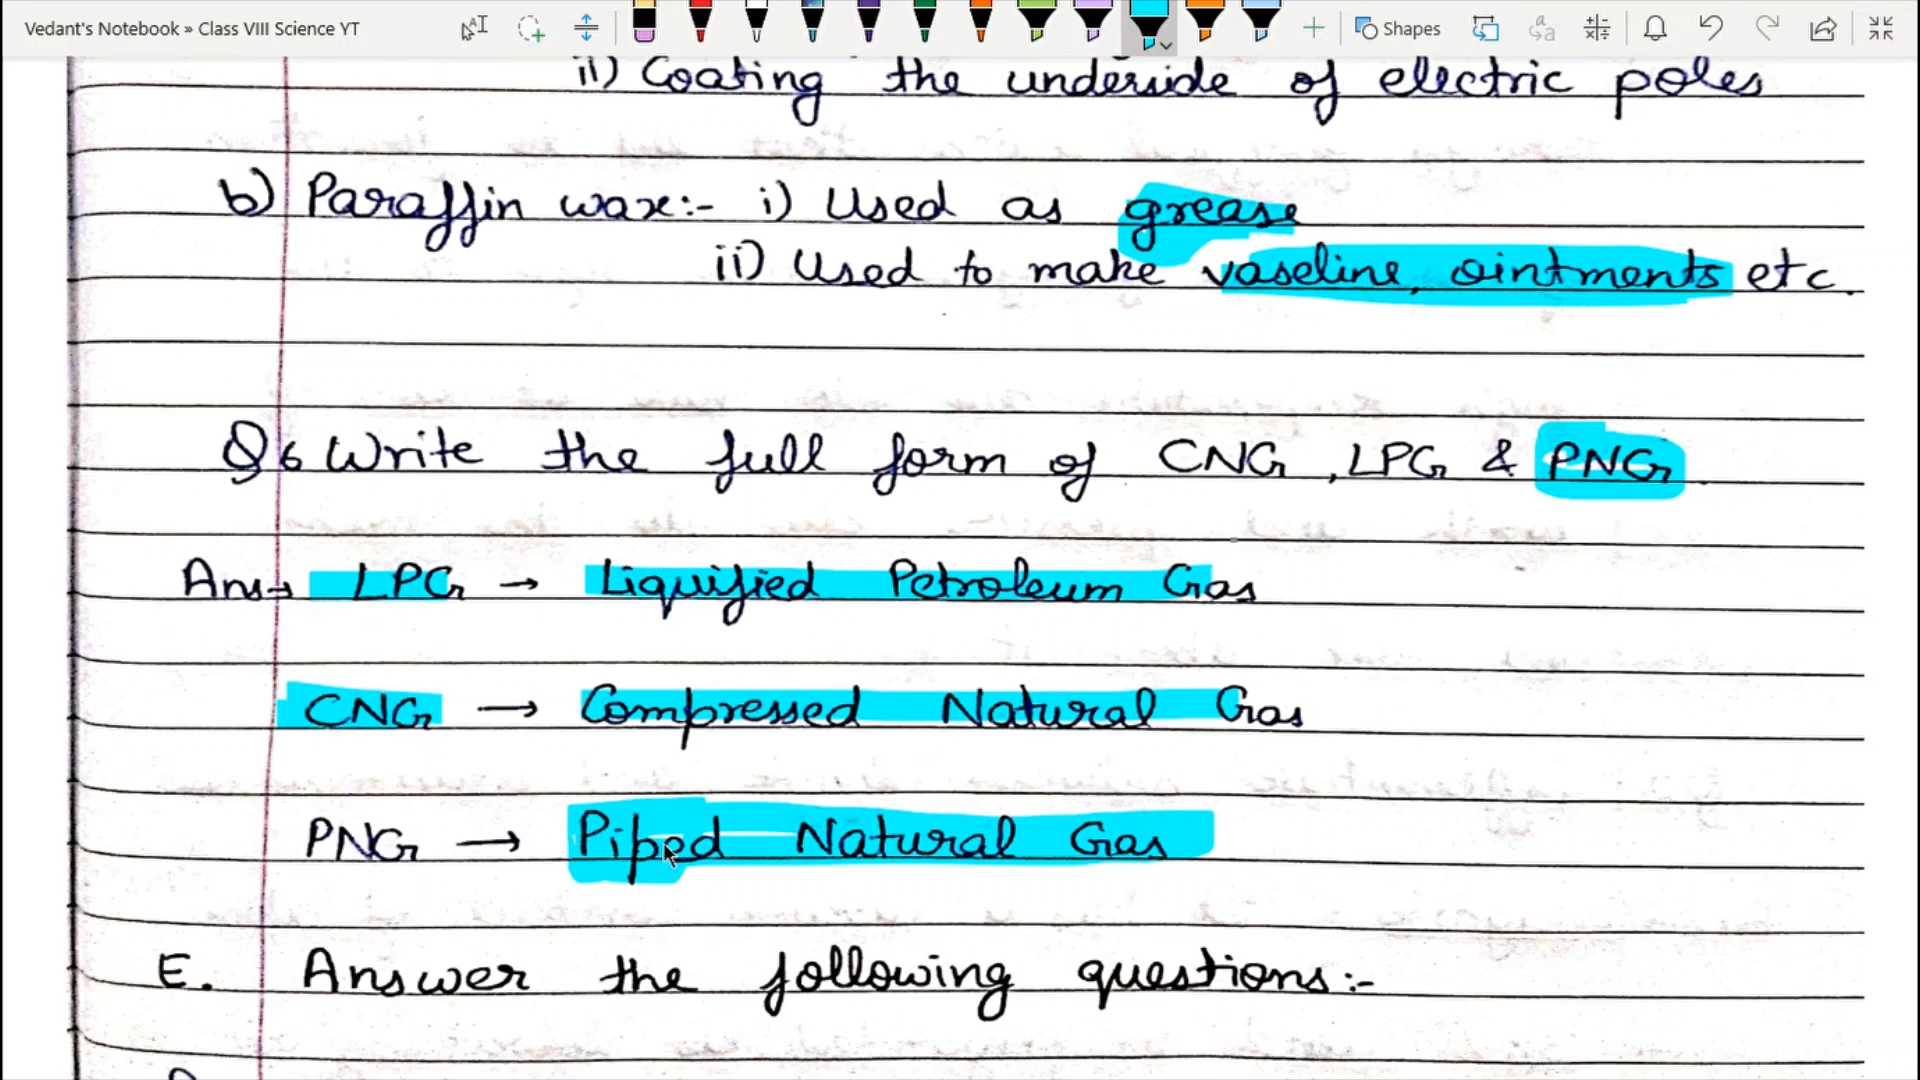 Vedant's Notebook » Class VIII Science YT
Shapes
ii) Coating the underside of electric poles
b) Paraffin wax:- i) Used as grease
ii) Used to make vaseline, ointments etc.
Q6 Write the full form of CNG, LPG & PNG.
Ans→ LPG → Liquified Petroleum Gas
CNG → Compressed Natural Gas
PNG → Piped Natural Gas
E. Answer the following questions:-